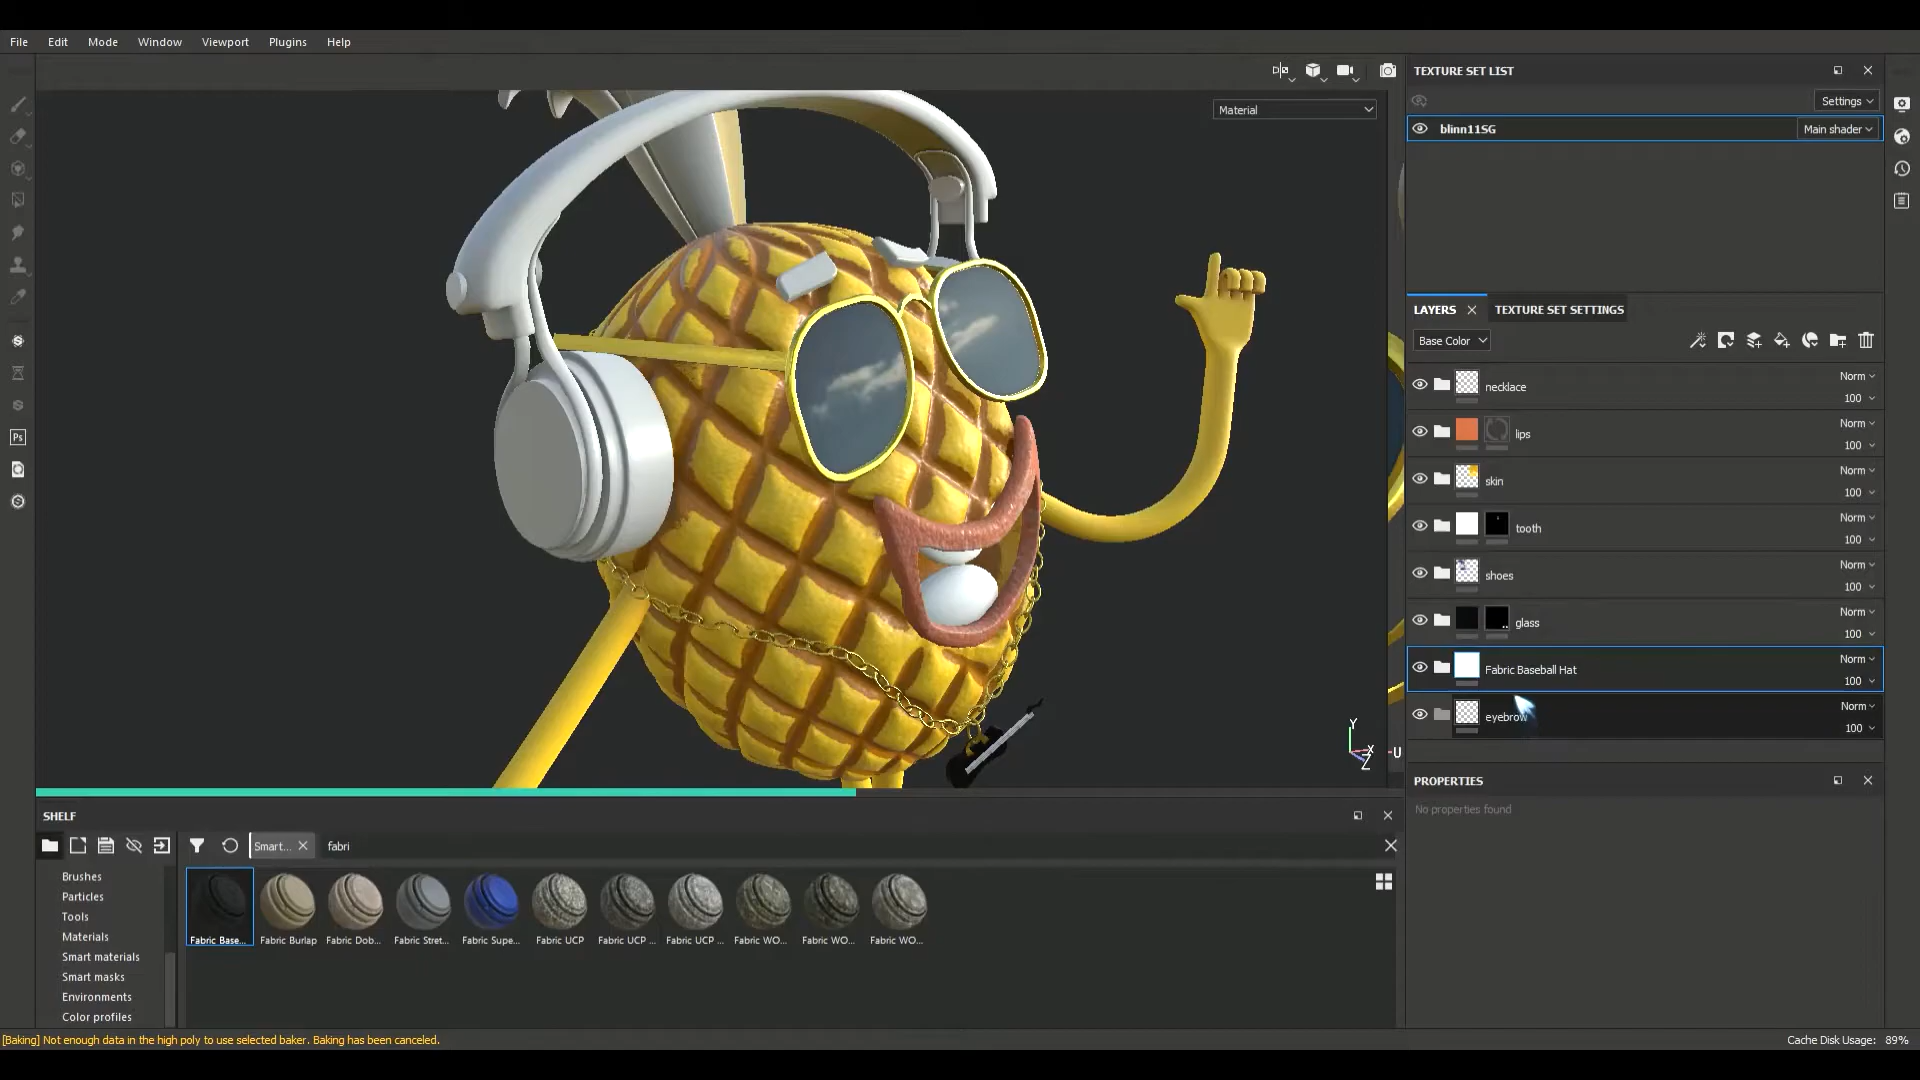 File Edit Mode Window Viewport Plugins Help
Material
TEXTURE SET LIST
Settings
blinn11SG Main shader
LAYERS TEXTURE SET SETTINGS
Base Color
necklace Norm 100
lips Norm 100
skin Norm 100
tooth Norm 100
shoes Norm 100
glass Norm 100
Fabric Baseball Hat Norm 100
eyebrow Norm 100
Y
X
Z
U
PROPERTIES
No properties found
SHELF
Smart... fabri
Brushes
Particles
Tools
Materials
Smart materials
Smart masks
Environments
Color profiles
Fabric Base... Fabric Burlap Fabric Dob... Fabric Stret... Fabric Supe... Fabric UCP Fabric UCP ... Fabric UCP ... Fabric WO... Fabric WO... Fabric WO...
Ps
[Baking] Not enough data in the high poly to use selected baker. Baking has been canceled.
Cache Disk Usage: 89%